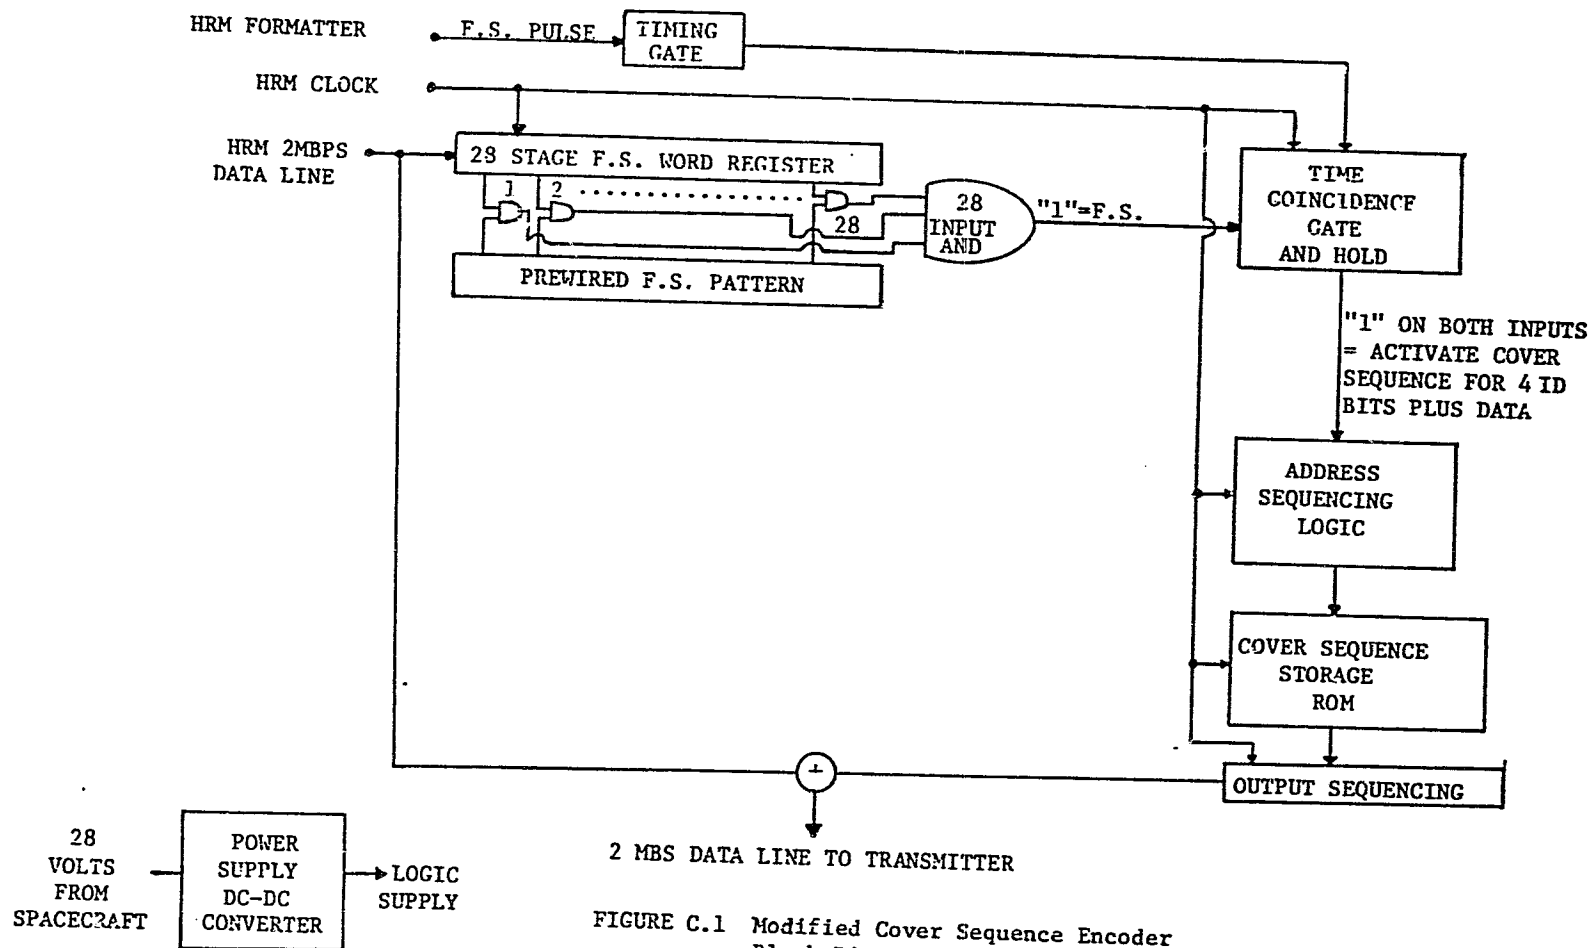 HRM FORMATTER
F.S. PULSE
TIMING
GATE
HRM CLOCK
HRM 2MBPS
DATA LINE
28 STAGE F.S. WORD REGISTER
1
2
28
PREWIRED F.S. PATTERN
28
INPUT
AND
"1"=F.S.
TIME
COINCIDENCE
GATE
AND HOLD
"1" ON BOTH INPUTS
= ACTIVATE COVER
SEQUENCE FOR 4 ID
BITS PLUS DATA
ADDRESS
SEQUENCING
LOGIC
COVER SEQUENCE
STORAGE
ROM
OUTPUT SEQUENCING
+
2 MBS DATA LINE TO TRANSMITTER
28
VOLTS
FROM
SPACECRAFT
POWER
SUPPLY
DC-DC
CONVERTER
LOGIC
SUPPLY
FIGURE C.1 Modified Cover Sequence Encoder